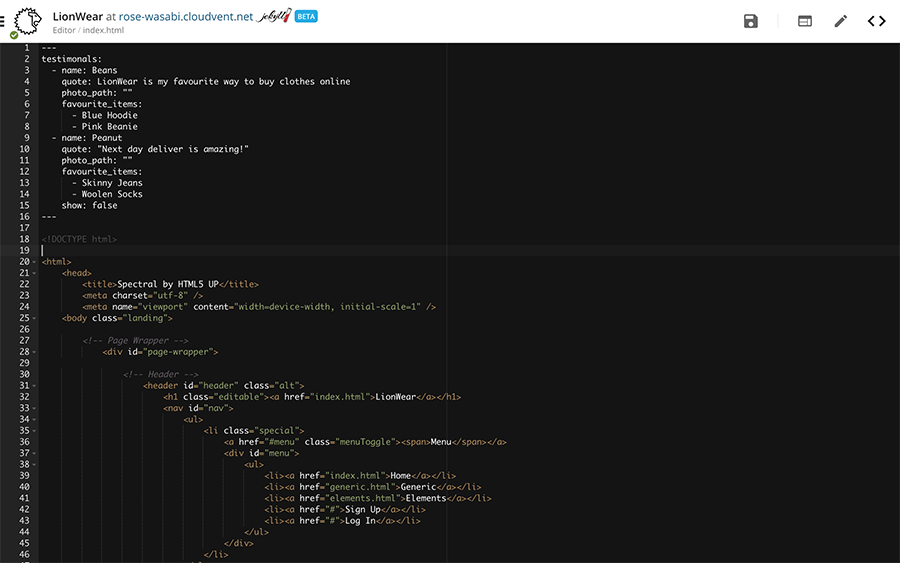 LionWear at rose-wasabi.cloudvent.net jekyll BETA
Editor / index.html
1 ---
2 testimonals:
3   - name: Beans
4     quote: LionWear is my favourite way to buy clothes online
5     photo_path: ""
6     favourite_items:
7       - Blue Hoodie
8       - Pink Beanie
9   - name: Peanut
10     quote: "Next day deliver is amazing!"
11     photo_path: ""
12     favourite_items:
13       - Skinny Jeans
14       - Woolen Socks
15     show: false
16 ---
17
18 <!DOCTYPE html>
19
20 <html>
21     <head>
22         <title>Spectral by HTML5 UP</title>
23         <meta charset="utf-8" />
24         <meta name="viewport" content="width=device-width, initial-scale=1" />
25     <body class="landing">
26
27         <!-- Page Wrapper -->
28             <div id="page-wrapper">
29
30                 <!-- Header -->
31                     <header id="header" class="alt">
32                         <h1 class="editable"><a href="index.html">LionWear</a></h1>
33                         <nav id="nav">
34                             <ul>
35                                 <li class="special">
36                                     <a href="#menu" class="menuToggle"><span>Menu</span></a>
37                                     <div id="menu">
38                                         <ul>
39                                             <li><a href="index.html">Home</a></li>
40                                             <li><a href="generic.html">Generic</a></li>
41                                             <li><a href="elements.html">Elements</a></li>
42                                             <li><a href="#">Sign Up</a></li>
43                                             <li><a href="#">Log In</a></li>
44                                         </ul>
45                                     </div>
46                                 </li>